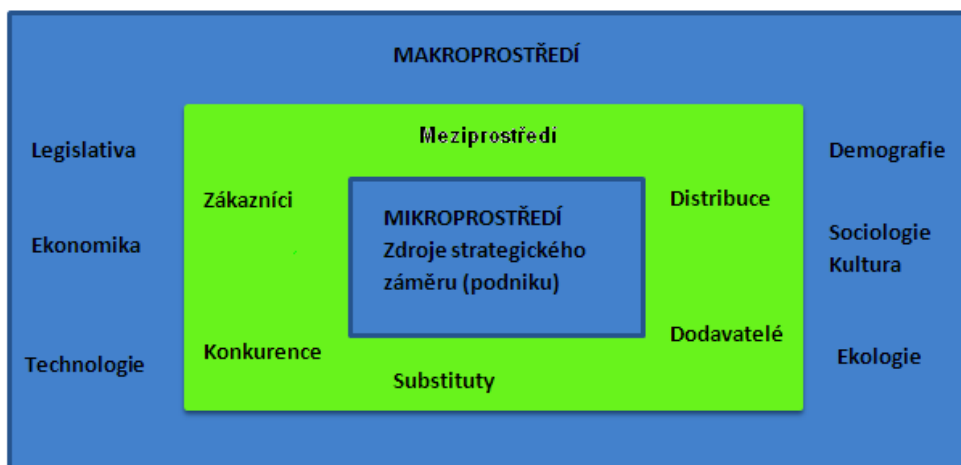 MAKROPROSTŘEDÍ
Meziprostředí
Legislativa
Demografie
Zákazníci
Distribuce
MIKROPROSTŘEDÍ
Zdroje strategického
záměru (podniku)
Ekonomika
Sociologie
Kultura
Konkurence
Dodavatelé
Technologie
Substituty
Ekologie